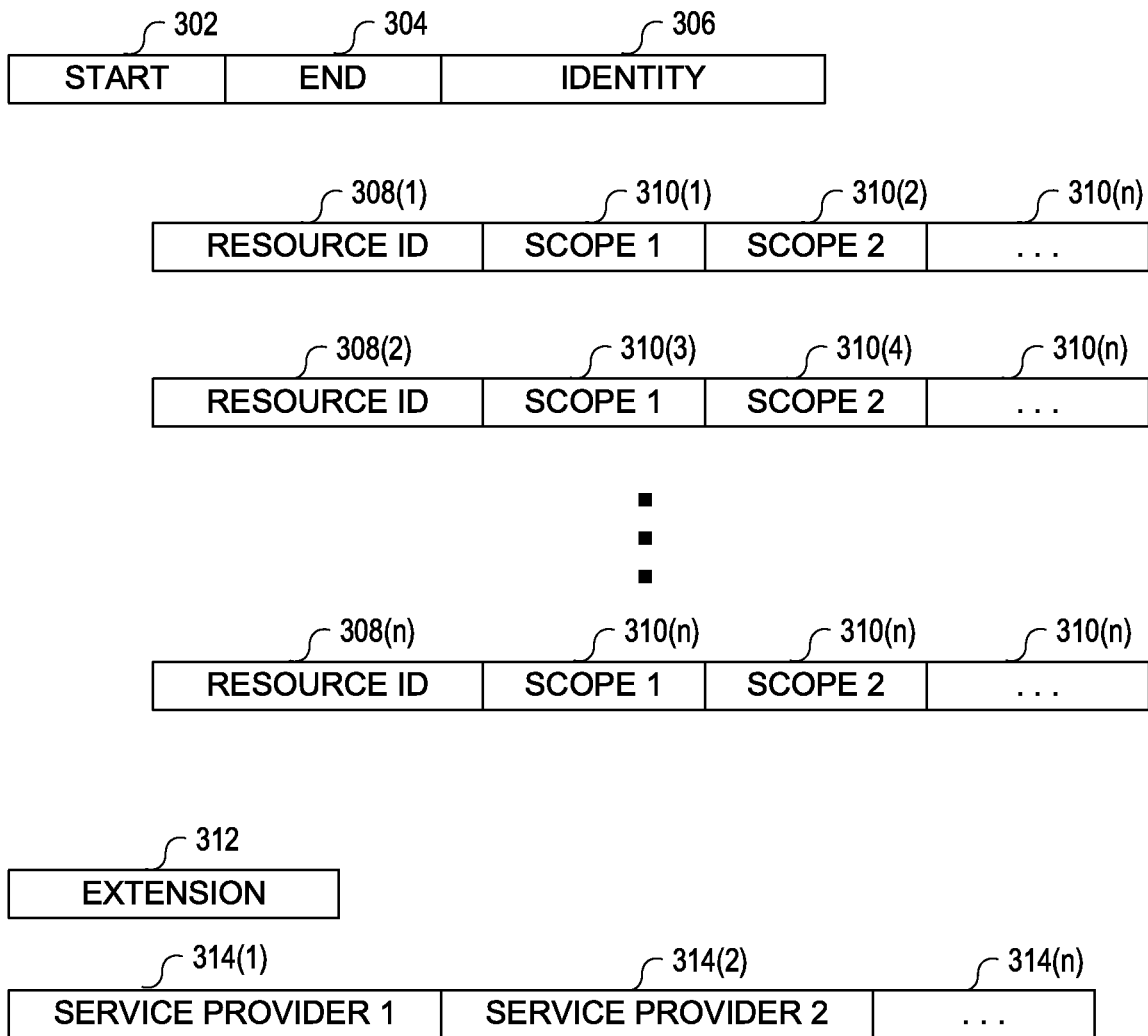 302 304 306
START END IDENTITY
308(1) 310(1) 310(2) 310(n)
RESOURCE ID SCOPE 1 SCOPE 2 . . .
308(2) 310(3) 310(4) 310(n)
RESOURCE ID SCOPE 1 SCOPE 2 . . .
308(n) 310(n) 310(n) 310(n)
RESOURCE ID SCOPE 1 SCOPE 2 . . .
312
EXTENSION
314(1) 314(2) 314(n)
SERVICE PROVIDER 1 SERVICE PROVIDER 2 . . .